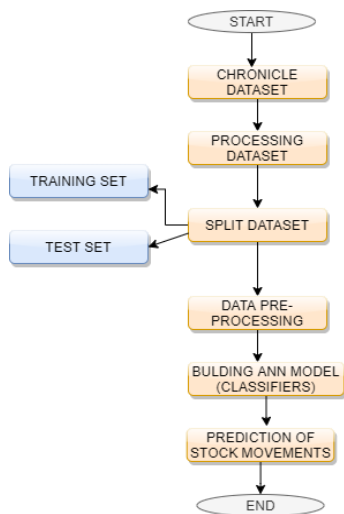 START
CHRONICLE
DATASET
PROCESSING
DATASET
TRAINING SET
SPLIT DATASET
TEST SET
DATA PRE-
PROCESSING
BULDING ANN MODEL
(CLASSIFIERS)
PREDICTION OF
STOCK MOVEMENTS
END